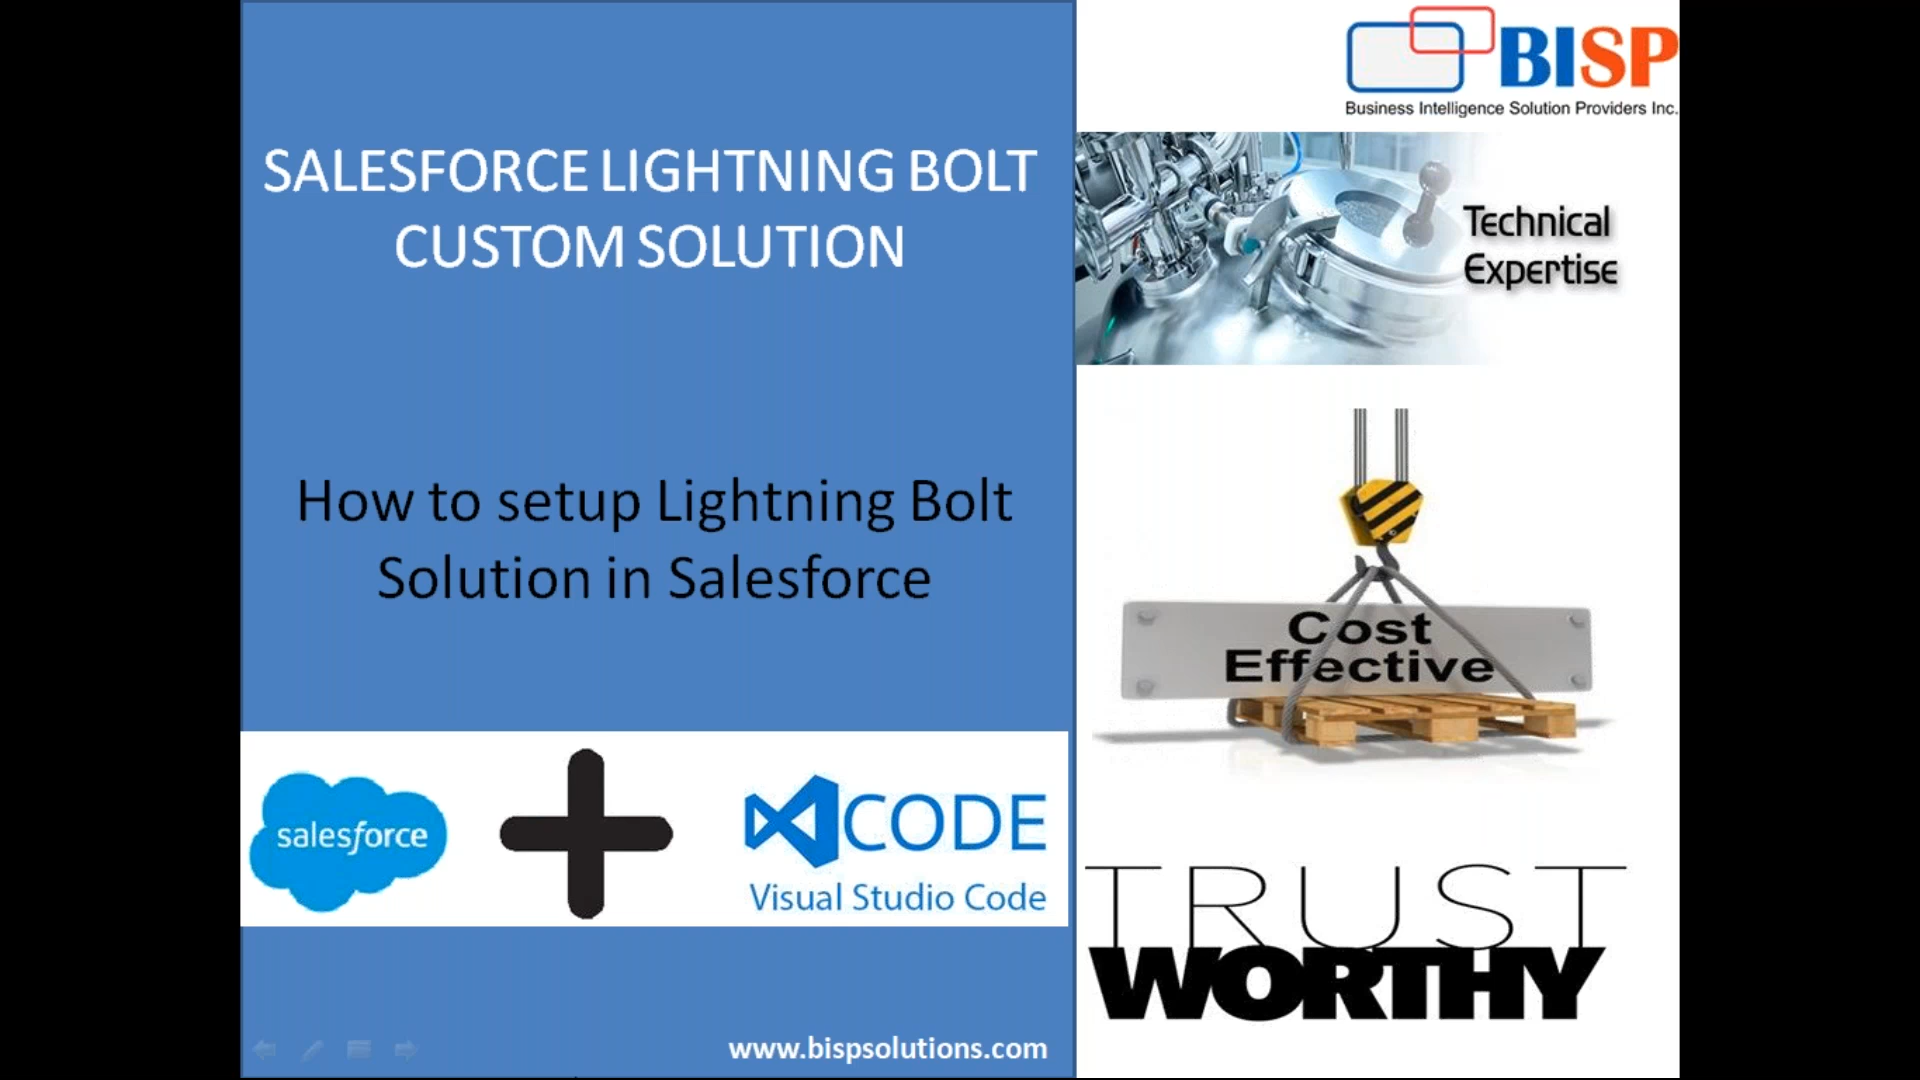 SALESFORCE LIGHTNING BOLT
CUSTOM SOLUTION
How to setup Lightning Bolt
Solution in Salesforce
salesforce
CODE
Visual Studio Code
www.bispsolutions.com
BISP
Business Intelligence Solution Providers Inc.
Technical
Expertise
Cost
Effective
TRUST
WORTHY